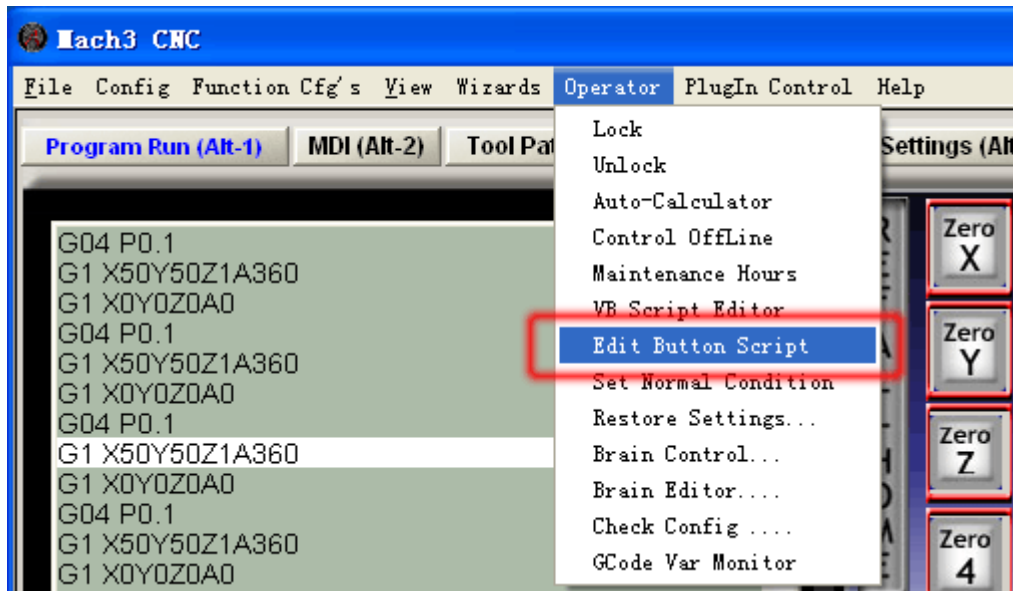 Mach3 CNC
File Config Function Cfg's View Wizards Operator PlugIn Control Help
Program Run (Alt-1) MDI (Alt-2) Tool Pat Settings (Alt
Lock
Unlock
Auto-Calculator
Control OffLine
Maintenance Hours
VB Script Editor
Edit Button Script
Set Normal Condition
Restore Settings...
Brain Control...
Brain Editor....
Check Config ....
GCode Var Monitor
G04 P0.1
G1 X50Y50Z1A360
G1 X0Y0Z0A0
G04 P0.1
G1 X50Y50Z1A360
G1 X0Y0Z0A0
G04 P0.1
G1 X50Y50Z1A360
G1 X0Y0Z0A0
G04 P0.1
G1 X50Y50Z1A360
G1 X0Y0Z0A0
Zero
X
Zero
Y
Zero
Z
Zero
4